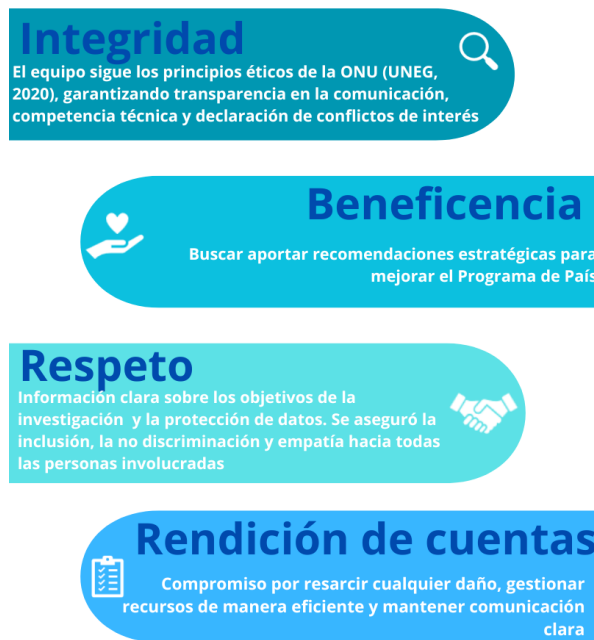 Integridad
El equipo sigue los principios éticos de la ONU (UNEG,
2020), garantizando transparencia en la comunicación,
competencia técnica y declaración de conflictos de interés
Beneficencia
Buscar aportar recomendaciones estratégicas para
mejorar el Programa de País
Respeto
Información clara sobre los objetivos de la
investigación y la protección de datos. Se aseguró la
inclusión, la no discriminación y empatía hacia todas
las personas involucradas
Rendición de cuentas
Compromiso por resarcir cualquier daño, gestionar
recursos de manera eficiente y mantener comunicación
clara